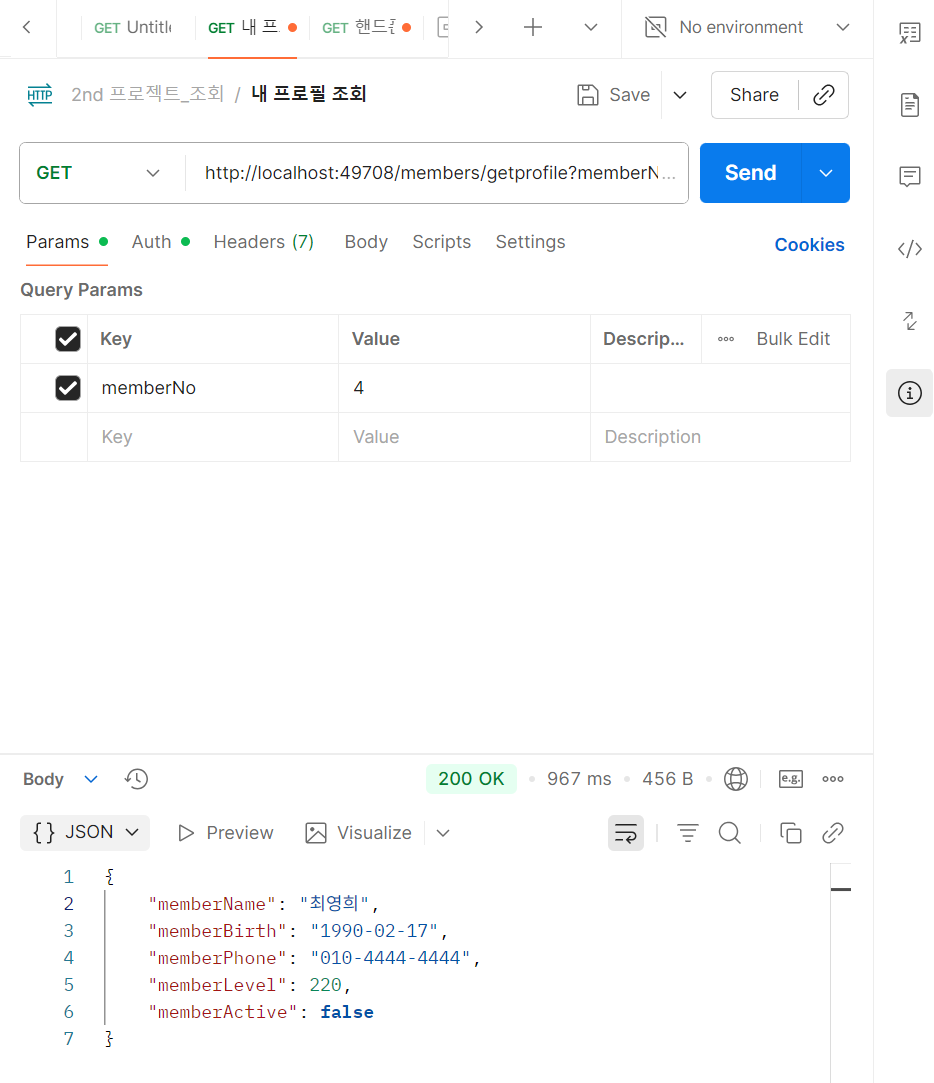 GET Untitl
GET 내 프
GET 핸드
No environment
HTTP 2nd 프로젝트_조회 / 내 프로필 조회
Save
Share
GET
http://localhost:49708/members/getprofile?memberN...
Send
Params
Auth
Headers (7)
Body
Scripts
Settings
Cookies
Query Params
Key Value Descrip... Bulk Edit
memberNo 4
Key Value Description
Body
200 OK
967 ms
456 B
e.g.
{} JSON
Preview
Visualize
1 {
2 "memberName": "최영희",
3 "memberBirth": "1990-02-17",
4 "memberPhone": "010-4444-4444",
5 "memberLevel": 220,
6 "memberActive": false
7 }